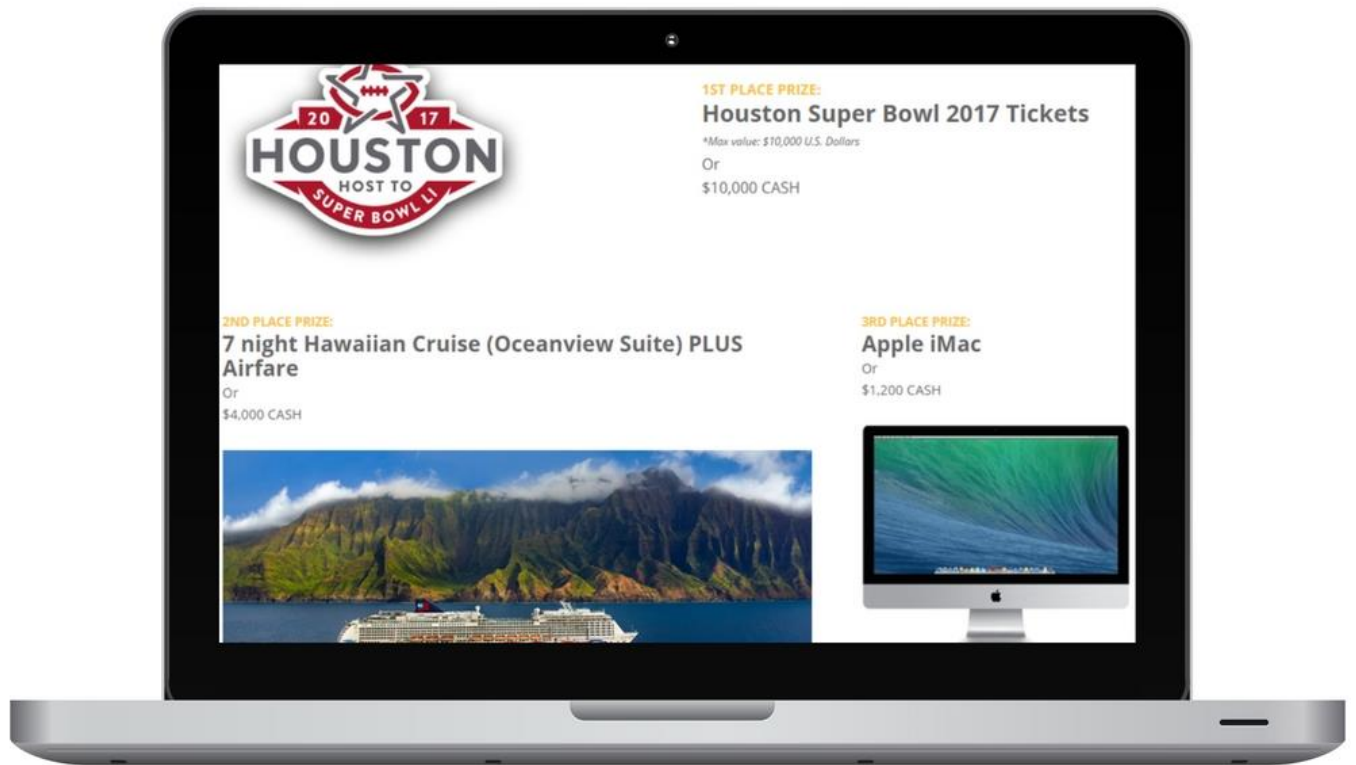 20 17
HOUSTON
HOST TO
SUPER BOWL LI
1ST PLACE PRIZE:
Houston Super Bowl 2017 Tickets
*Max value: $10,000 U.S. Dollars
Or
$10,000 CASH
2ND PLACE PRIZE:
7 night Hawaiian Cruise (Oceanview Suite) PLUS
Airfare
Or
$4,000 CASH
3RD PLACE PRIZE:
Apple iMac
Or
$1,200 CASH